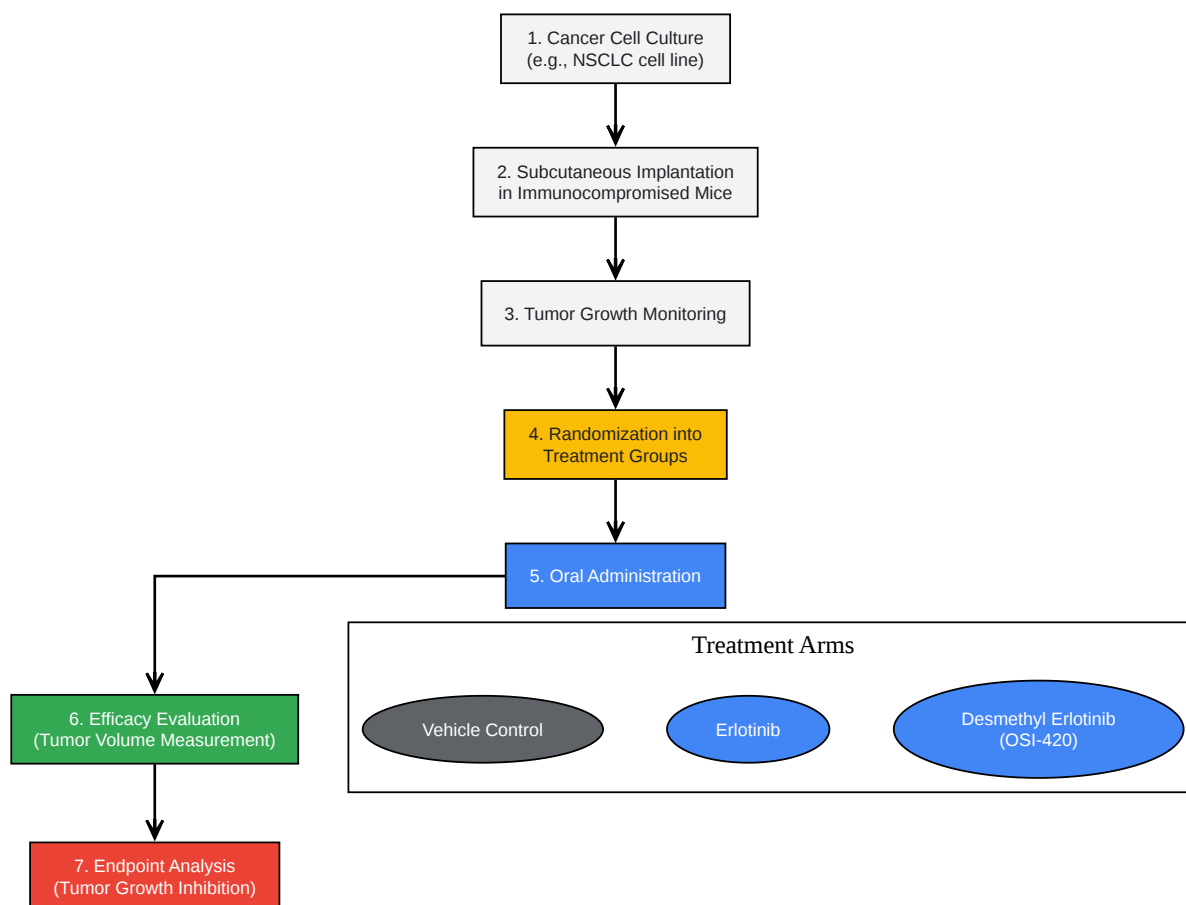 1. Cancer Cell Culture
(e.g., NSCLC cell line)
2. Subcutaneous Implantation
in Immunocompromised Mice
3. Tumor Growth Monitoring
4. Randomization into
Treatment Groups
5. Oral Administration
Treatment Arms
Vehicle Control
Erlotinib
Desmethyl Erlotinib
(OSI-420)
6. Efficacy Evaluation
(Tumor Volume Measurement)
7. Endpoint Analysis
(Tumor Growth Inhibition)